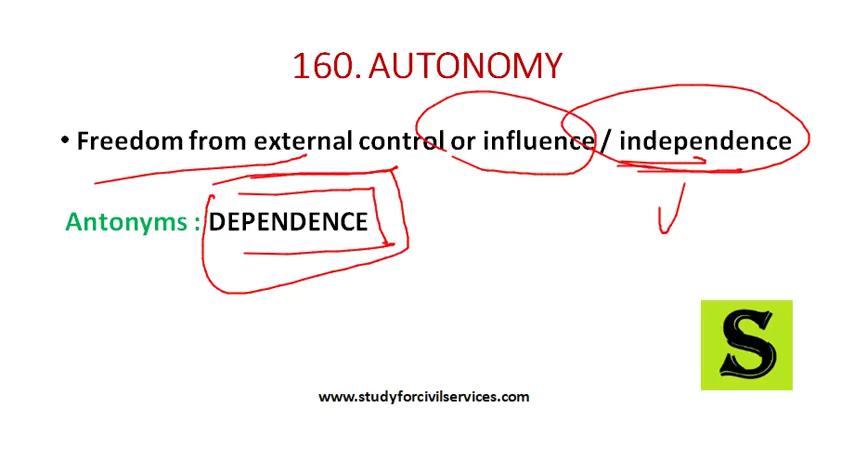 160. AUTONOMY
• Freedom from external control or influence / independence
Antonyms : DEPENDENCE
S
www.studyforcivilservices.com